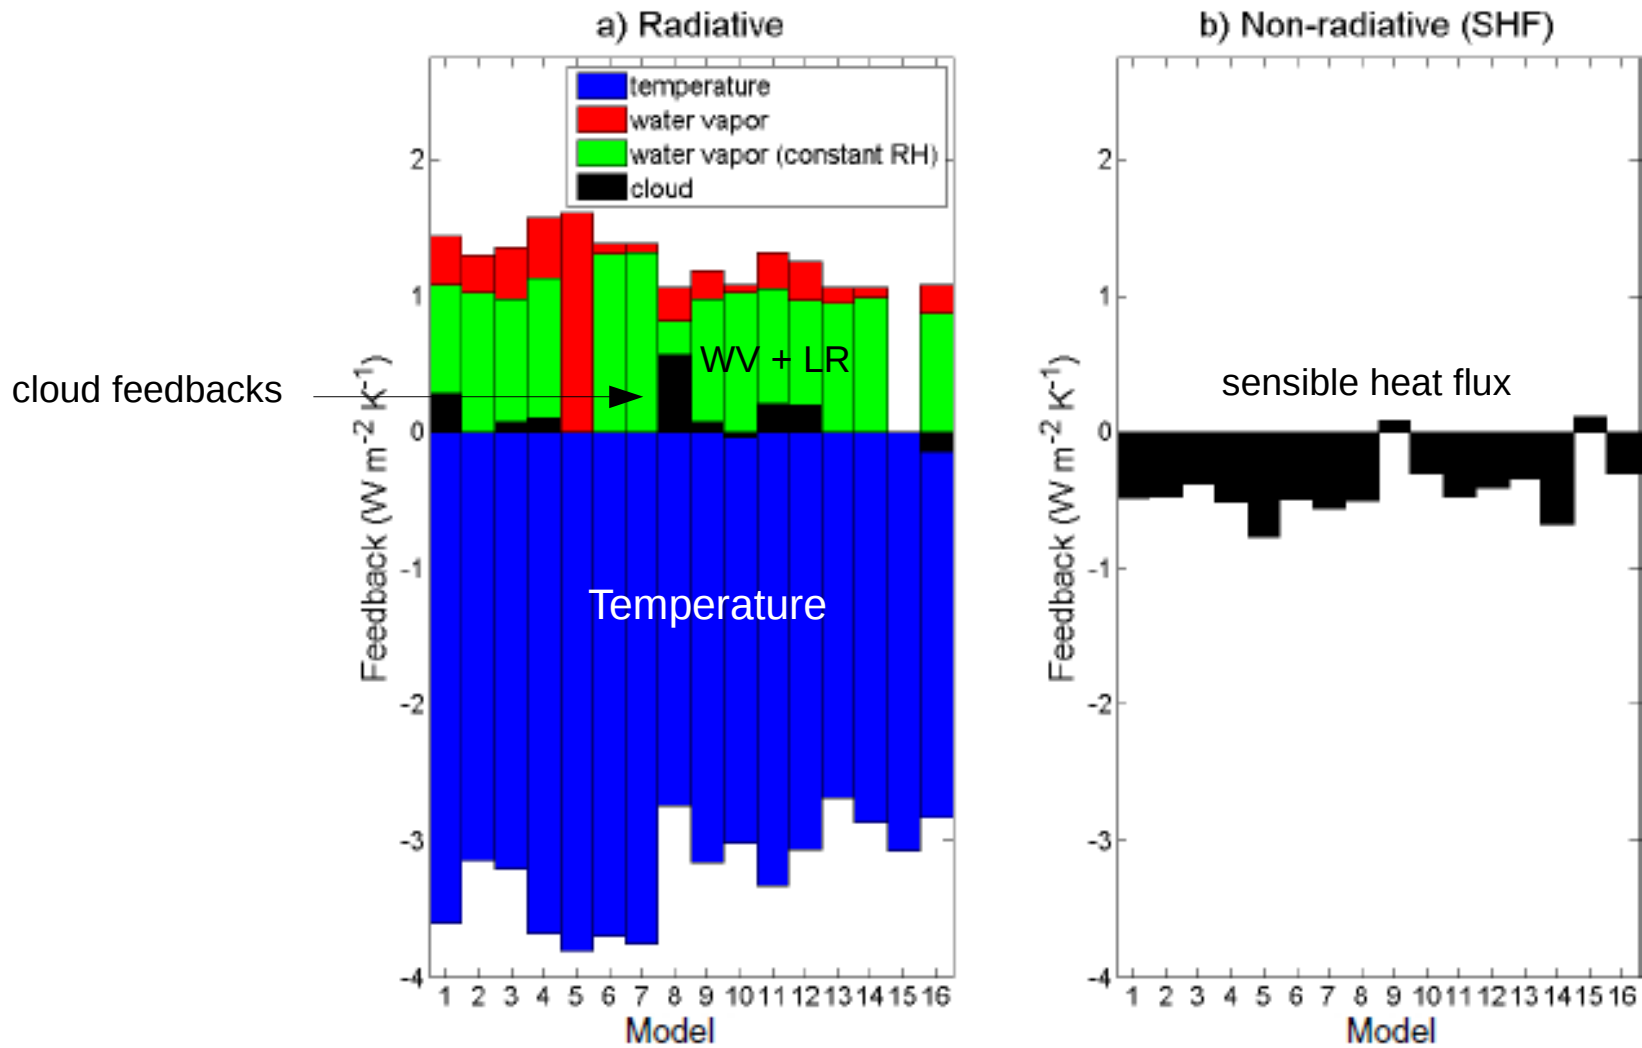 a) Radiative
temperature
water vapor
water vapor (constant RH)
cloud
2
1
0
-1
-2
-3
-4
Feedback (W m-2 K-1)
cloud feedbacks
WV + LR
Temperature
1 2 3 4 5 6 7 8 9 10 11 12 13 14 15 16
Model
b) Non-radiative (SHF)
2
1
0
-1
-2
-3
-4
Feedback (W m-2 K-1)
sensible heat flux
1 2 3 4 5 6 7 8 9 10 11 12 13 14 15 16
Model